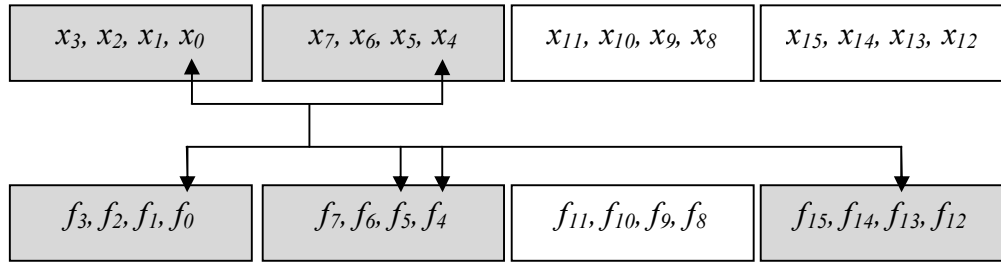 x₃, x₂, x₁, x₀ x₇, x₆, x₅, x₄ x₁₁, x₁₀, x₉, x₈ x₁₅, x₁₄, x₁₃, x₁₂
f₃, f₂, f₁, f₀ f₇, f₆, f₅, f₄ f₁₁, f₁₀, f₉, f₈ f₁₅, f₁₄, f₁₃, f₁₂